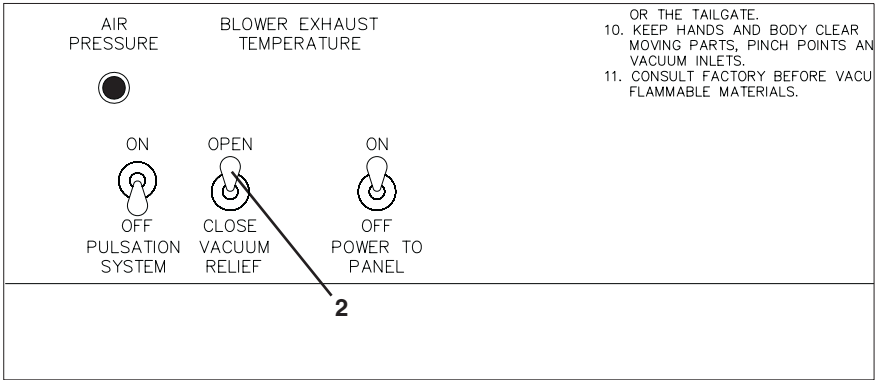 AIR
PRESSURE
BLOWER EXHAUST
TEMPERATURE
OR THE TAILGATE.
10. KEEP HANDS AND BODY CLEAR
MOVING PARTS, PINCH POINTS AN
VACUUM INLETS.
11. CONSULT FACTORY BEFORE VACU
FLAMMABLE MATERIALS.
ON
OFF
PULSATION
SYSTEM
OPEN
CLOSE
VACUUM
RELIEF
ON
OFF
POWER TO
PANEL
2